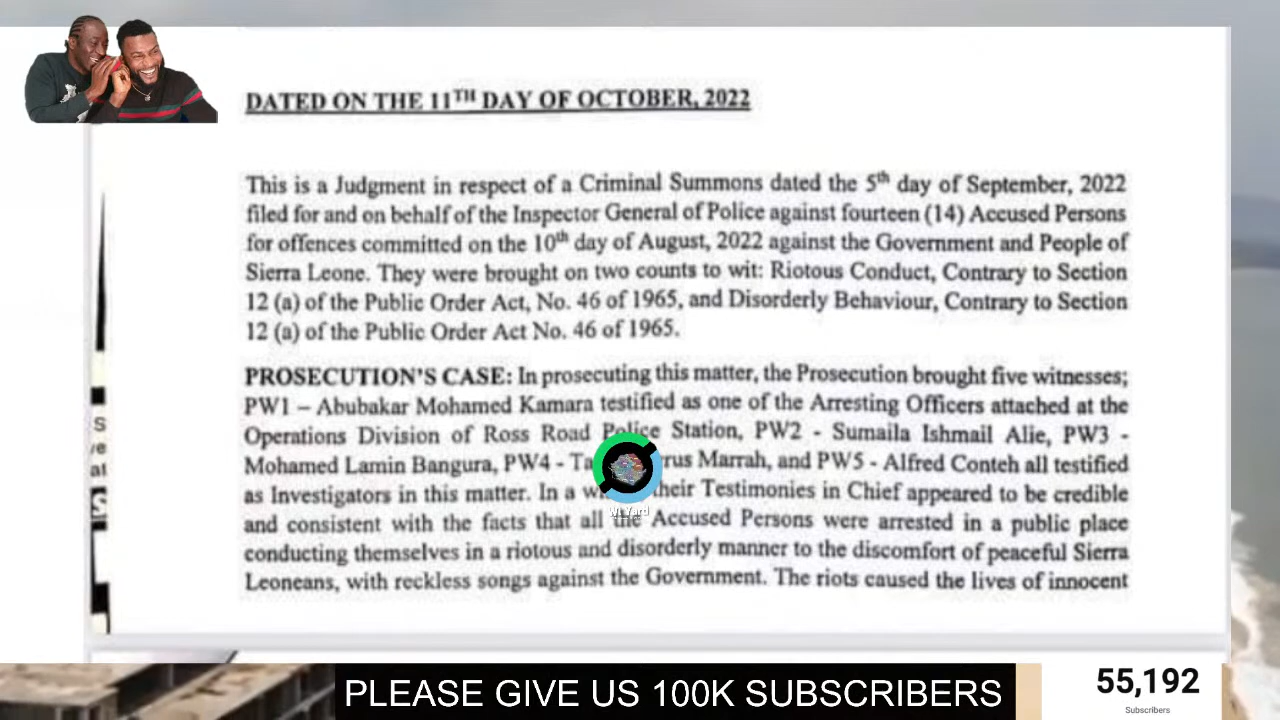 DATED ON THE 11TH DAY OF OCTOBER, 2022
This is a Judgment in respect of a Criminal Summons dated the 5th day of September, 2022
filed for and on behalf of the Inspector General of Police against fourteen (14) Accused Persons
for offences committed on the 10th day of August, 2022 against the Government and People of
Sierra Leone. They were brought on two counts to wit: Riotous Conduct, Contrary to Section
12 (a) of the Public Order Act, No. 46 of 1965, and Disorderly Behaviour, Contrary to Section
12 (a) of the Public Order Act No. 46 of 1965.
PROSECUTION'S CASE: In prosecuting this matter, the Prosecution brought five witnesses;
PW1 – Abubakar Mohamed Kamara testified as one of the Arresting Officers attached at the
Operations Division of Ross Road Police Station, PW2 - Sumaila Ishmail Alie, PW3 -
Mohamed Lamin Bangura, PW4 - Marrah, and PW5 - Alfred Conteh all testified
as Investigators in this matter. In a their Testimonies in Chief appeared to be credible
and consistent with the facts that all the Accused Persons were arrested in a public place
conducting themselves in a riotous and disorderly manner to the discomfort of peaceful Sierra
Leoneans, with reckless songs against the Government. The riots caused the lives of innocent
Wi Yard
PLEASE GIVE US 100K SUBSCRIBERS
55,192
Subscribers